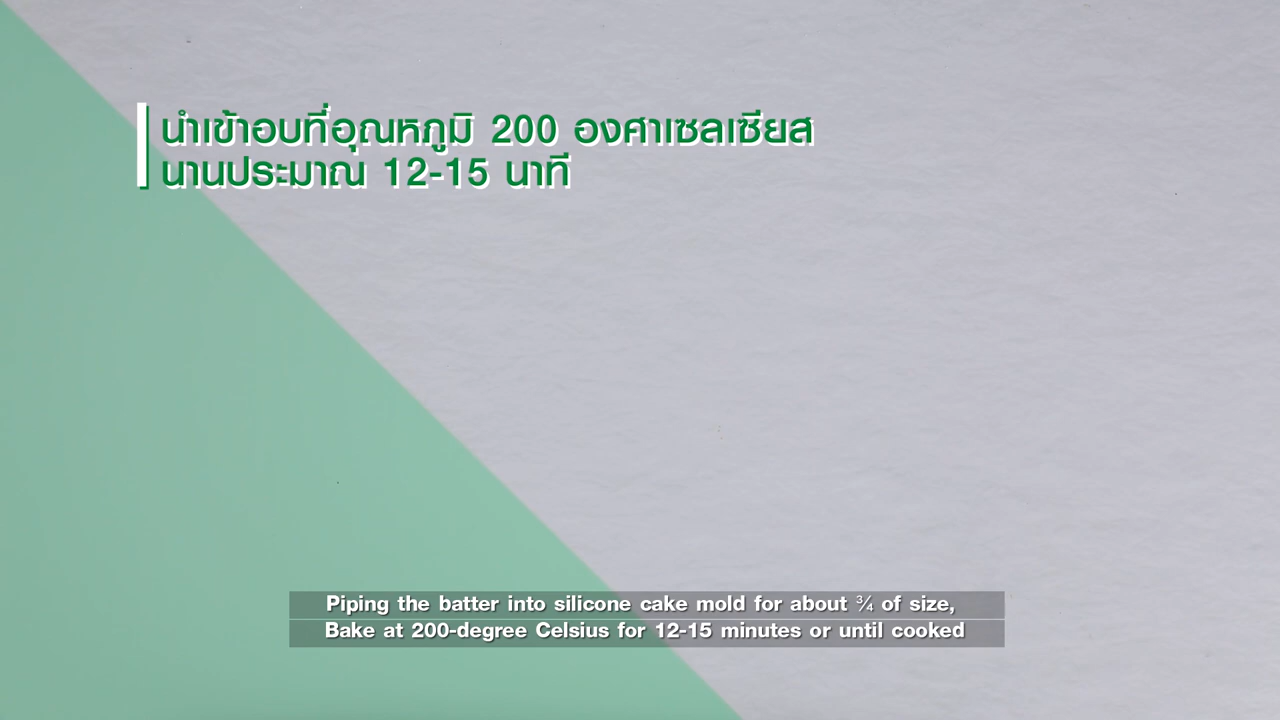 นำเข้าอบที่อุณหภูมิ 200 องศาเซลเซียส
นานประมาณ 12-15 นาที
Piping the batter into silicone cake mold for about ¾ of size,
Bake at 200-degree Celsius for 12-15 minutes or until cooked